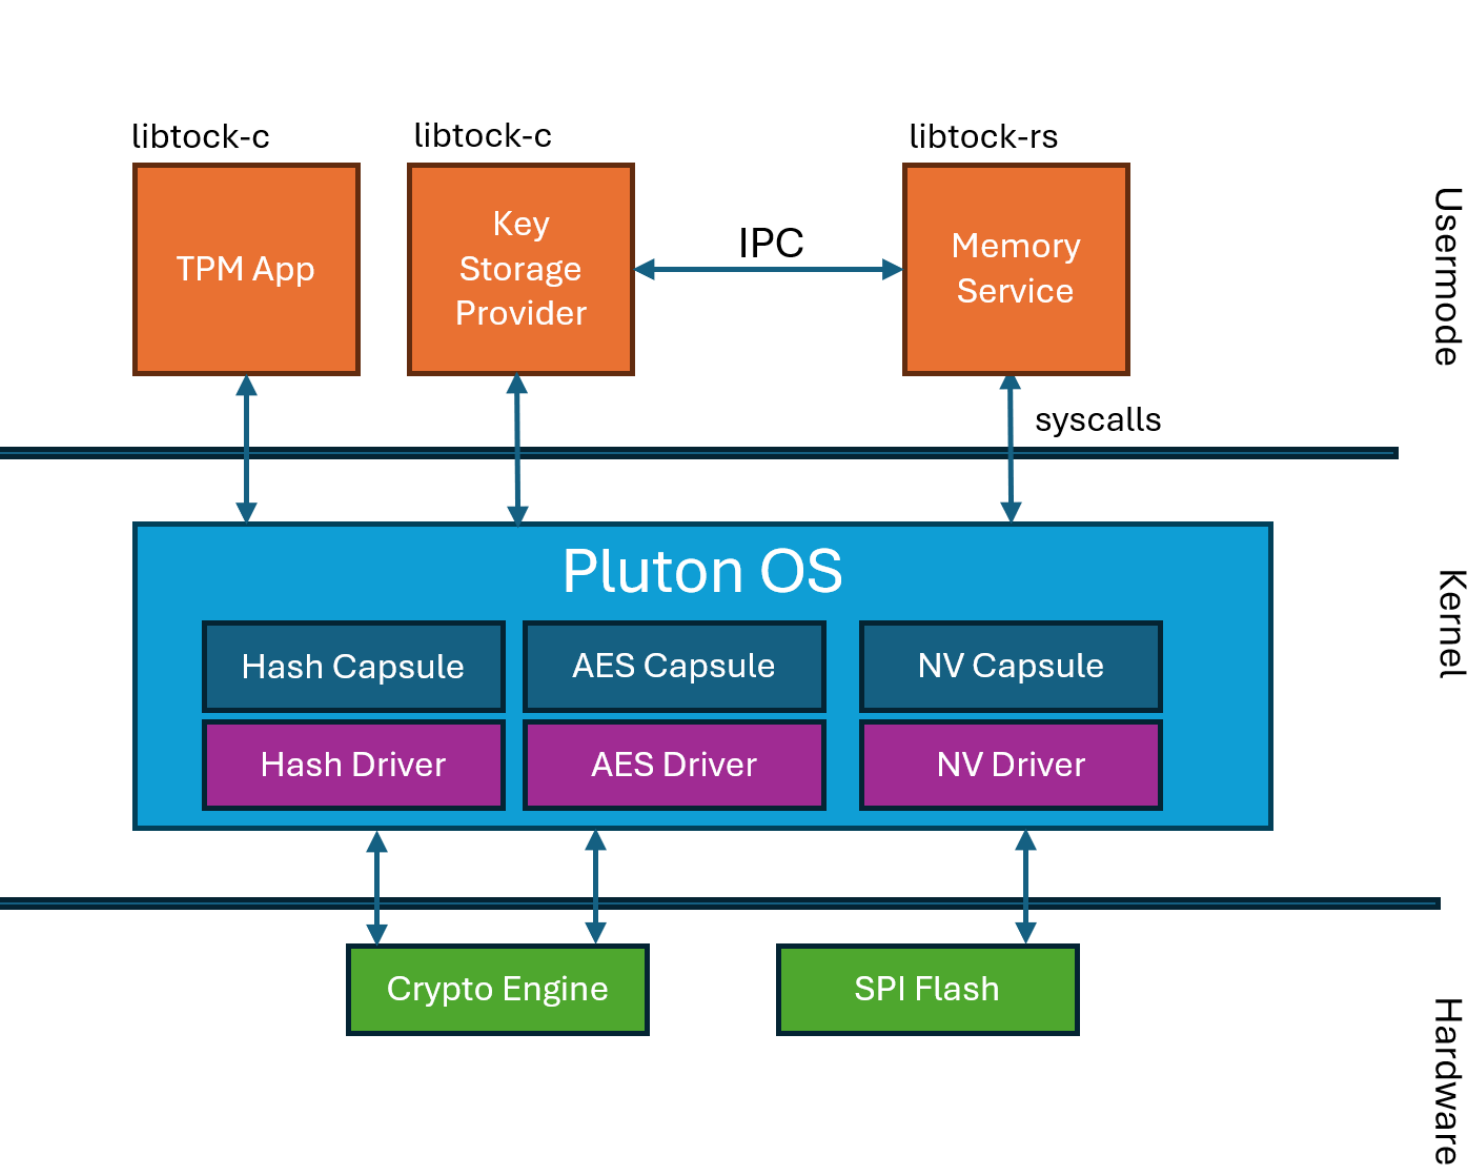 libtock-c
libtock-c
libtock-rs
TPM App
Key
Storage
Provider
IPC
Memory
Service
Usermode
syscalls
Pluton OS
Hash Capsule
AES Capsule
NV Capsule
Hash Driver
AES Driver
NV Driver
Kernel
Crypto Engine
SPI Flash
Hardware